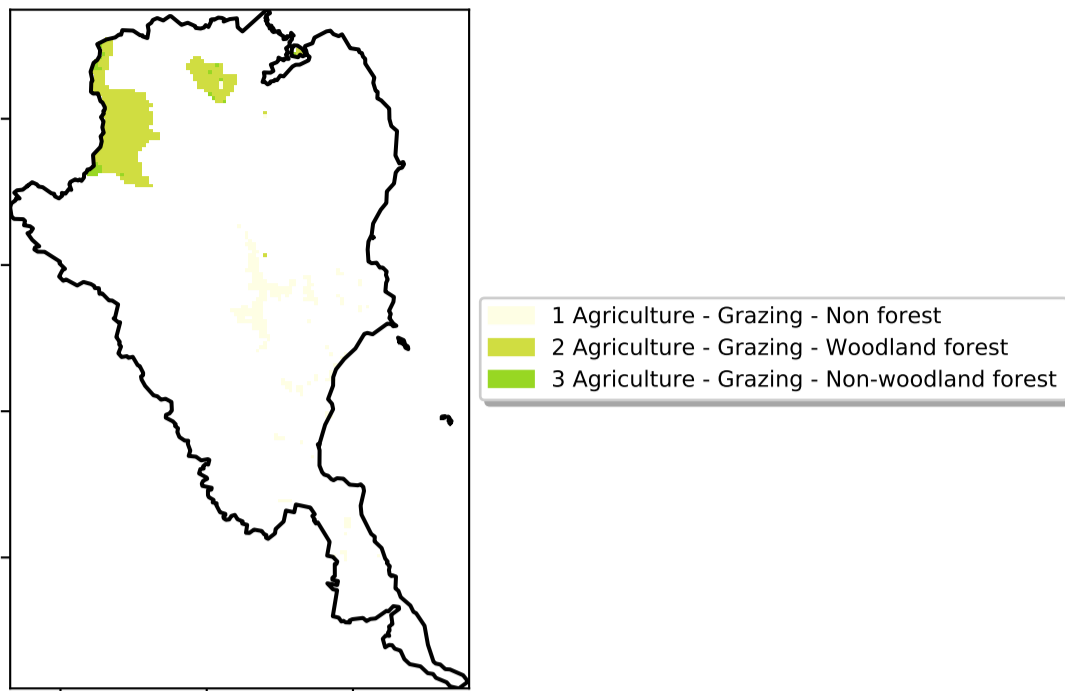 1 Agriculture - Grazing - Non forest
2 Agriculture - Grazing - Woodland forest
3 Agriculture - Grazing - Non-woodland forest